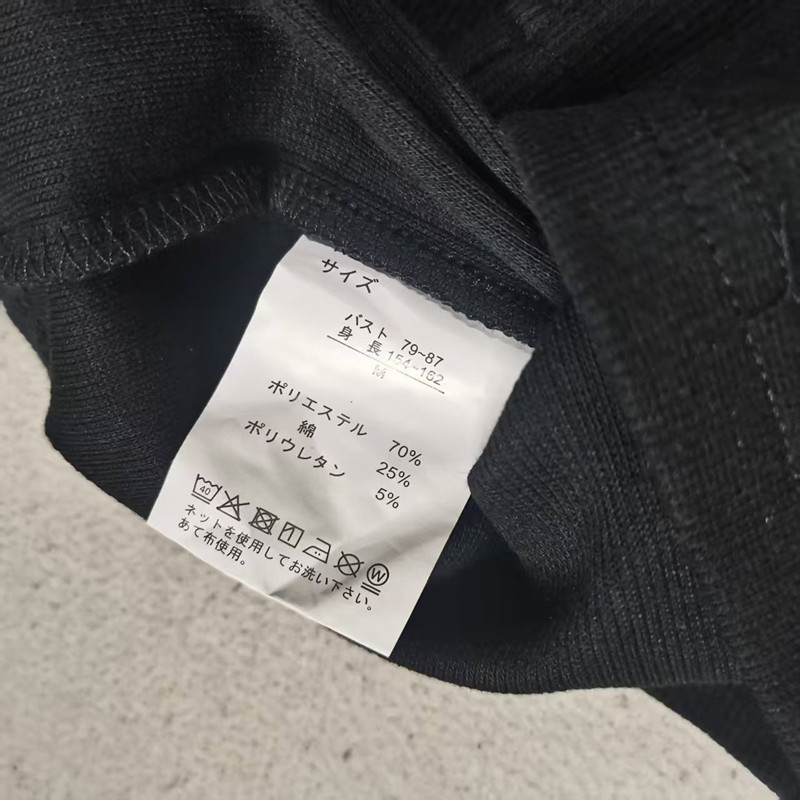 サイズ
バスト 79~87
身 長 154~162
M
ポリエステル 70%
綿 25%
ポリウレタン 5%
40 W
ネットを使用してお洗い下さい。
あて布使用。